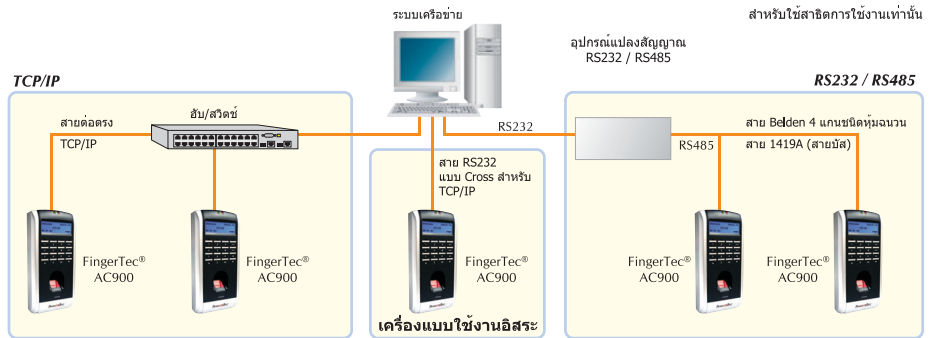 ระบบเครือข่าย
สำหรับใช้สาธิตการใช้งานเท่านั้น
อุปกรณ์แปลงสัญญาณ
RS232 / RS485
TCP/IP
RS232 / RS485
สายต่อตรง
TCP/IP
ฮับ/สวิตช์
RS232
RS485
สาย Belden 4 แกนชนิดหุ้มฉนวน
สาย 1419A (สายบัส)
สาย RS232
แบบ Cross สำหรับ
TCP/IP
FingerTec®
AC900
FingerTec®
AC900
FingerTec®
AC900
FingerTec®
AC900
FingerTec®
AC900
เครื่องแบบใช้งานอิสระ